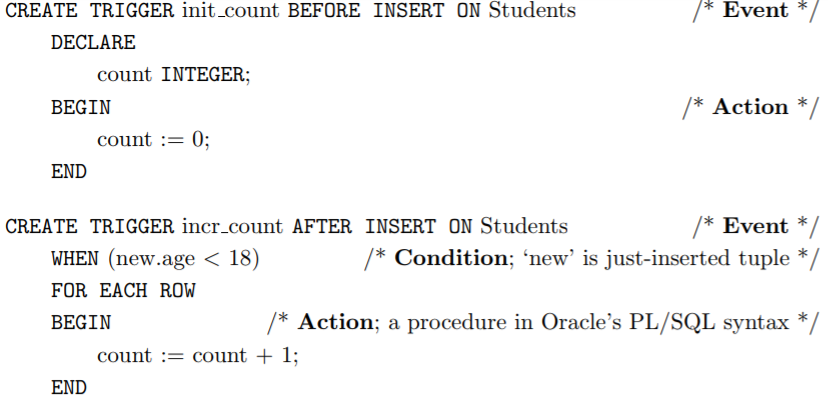 CREATE TRIGGER init_count BEFORE INSERT ON Students /* Event */
DECLARE
count INTEGER;
BEGIN /* Action */
count := 0;
END
CREATE TRIGGER incr_count AFTER INSERT ON Students /* Event */
WHEN (new.age < 18) /* Condition; ‘new’ is just-inserted tuple */
FOR EACH ROW
BEGIN /* Action; a procedure in Oracle’s PL/SQL syntax */
count := count + 1;
END